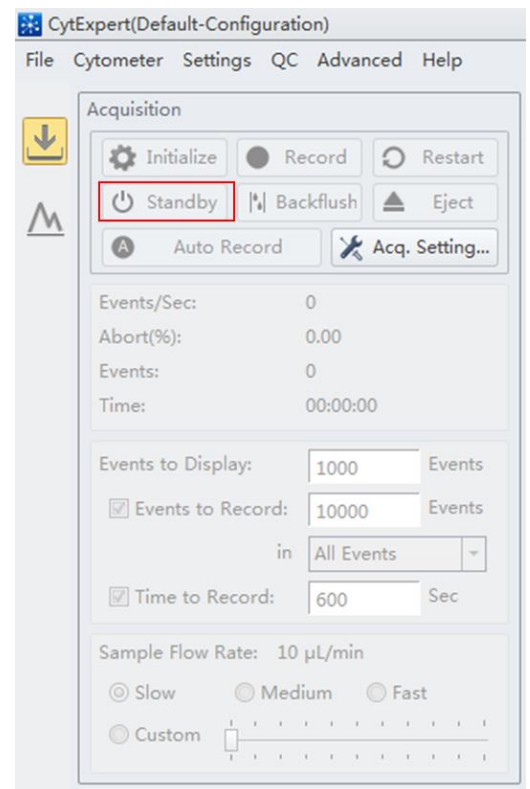 CytExpert(Default-Configuration)
File Cytometer Settings QC Advanced Help
Acquisition
Initialize Record Restart
Standby Backflush Eject
A Auto Record Acq. Setting...
Events/Sec: 0
Abort(%): 0.00
Events: 0
Time: 00:00:00
Events to Display: 1000 Events
Events to Record: 10000 Events
in All Events
Time to Record: 600 Sec
Sample Flow Rate: 10 µL/min
Slow Medium Fast
Custom